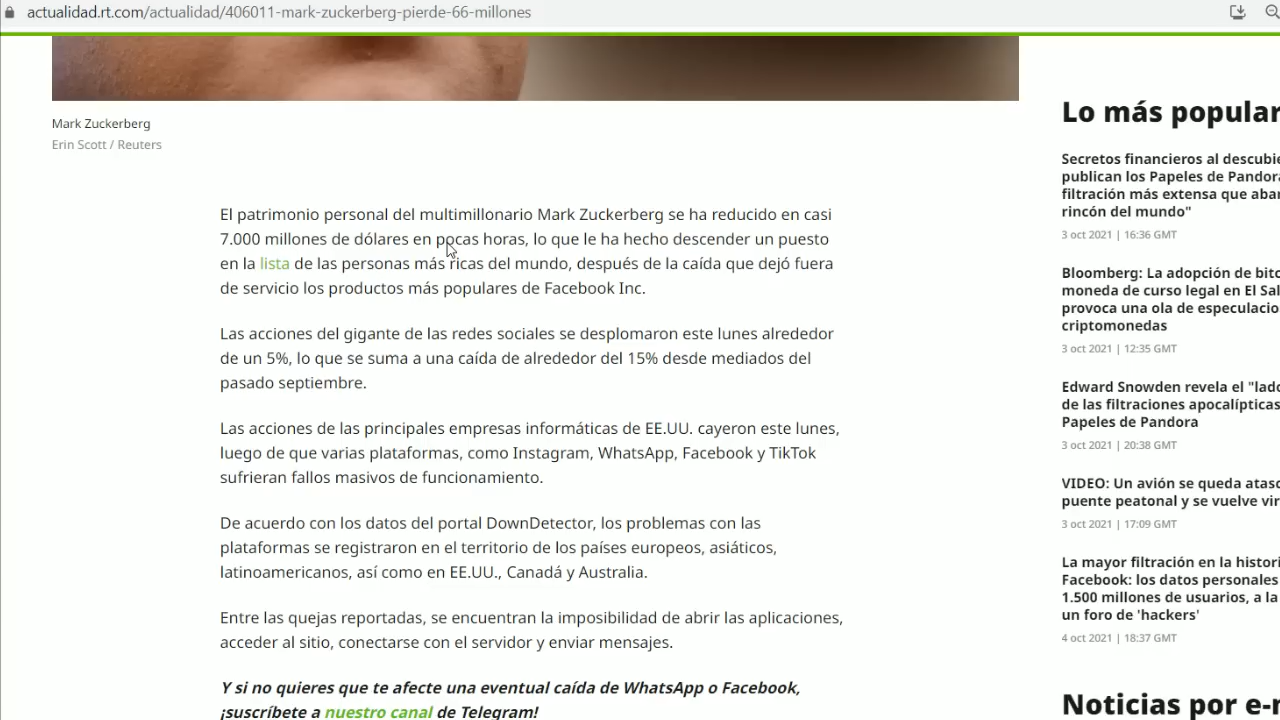 actualidad.rt.com/actualidad/406011-mark-zuckerberg-pierde-66-millones
Mark Zuckerberg
Erin Scott / Reuters
El patrimonio personal del multimillonario Mark Zuckerberg se ha reducido en casi
7.000 millones de dólares en pocas horas, lo que le ha hecho descender un puesto
en la lista de las personas más ricas del mundo, después de la caída que dejó fuera
de servicio los productos más populares de Facebook Inc.
Las acciones del gigante de las redes sociales se desplomaron este lunes alrededor
de un 5%, lo que se suma a una caída de alrededor del 15% desde mediados del
pasado septiembre.
Las acciones de las principales empresas informáticas de EE.UU. cayeron este lunes,
luego de que varias plataformas, como Instagram, WhatsApp, Facebook y TikTok
sufrieran fallos masivos de funcionamiento.
De acuerdo con los datos del portal DownDetector, los problemas con las
plataformas se registraron en el territorio de los países europeos, asiáticos,
latinoamericanos, así como en EE.UU., Canadá y Australia.
Entre las quejas reportadas, se encuentran la imposibilidad de abrir las aplicaciones,
acceder al sitio, conectarse con el servidor y enviar mensajes.
Y si no quieres que te afecte una eventual caída de WhatsApp o Facebook,
¡suscríbete a nuestro canal de Telegram!
Lo más popular
Secretos financieros al descubie
publican los Papeles de Pandora
filtración más extensa que abar
rincón del mundo"
3 oct 2021 | 16:36 GMT
Bloomberg: La adopción de bitc
moneda de curso legal en El Sal
provoca una ola de especulacio
criptomonedas
3 oct 2021 | 12:35 GMT
Edward Snowden revela el "lado
de las filtraciones apocalípticas
Papeles de Pandora
3 oct 2021 | 20:38 GMT
VIDEO: Un avión se queda atasc
puente peatonal y se vuelve vir
3 oct 2021 | 17:09 GMT
La mayor filtración en la histori
Facebook: los datos personales
1.500 millones de usuarios, a la
un foro de 'hackers'
4 oct 2021 | 18:37 GMT
Noticias por e-m